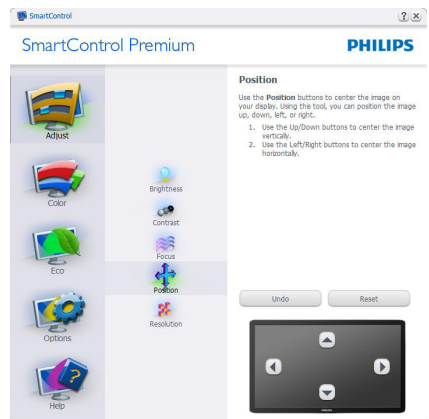 SmartControl
SmartControl Premium
PHILIPS
Adjust
Color
Eco
Options
Help
Brightness
Contrast
Focus
Position
Resolution
Position
Use the Position buttons to center the image on
your display. Using the tool, you can position the image
up, down, left, or right.
1. Use the Up/Down buttons to center the image
vertically.
2. Use the Left/Right buttons to center the image
horizontally.
Undo
Reset
PHILIPS